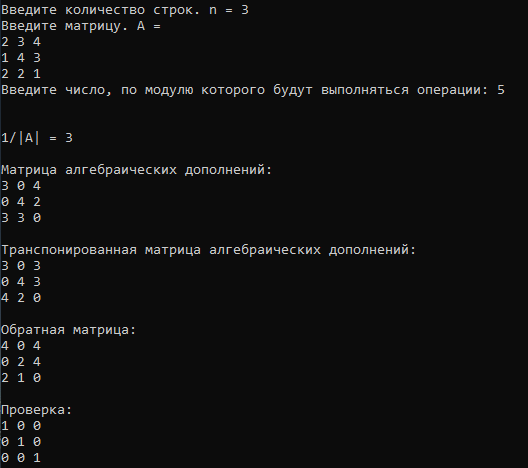 Введите количество строк. n = 3
Введите матрицу. A =
2 3 4
1 4 3
2 2 1
Введите число, по модулю которого будут выполняться операции: 5
1/|A| = 3
Матрица алгебраических дополнений:
3 0 4
0 4 2
3 3 0
Транспонированная матрица алгебраических дополнений:
3 0 3
0 4 3
4 2 0
Обратная матрица:
4 0 4
0 2 4
2 1 0
Проверка:
1 0 0
0 1 0
0 0 1